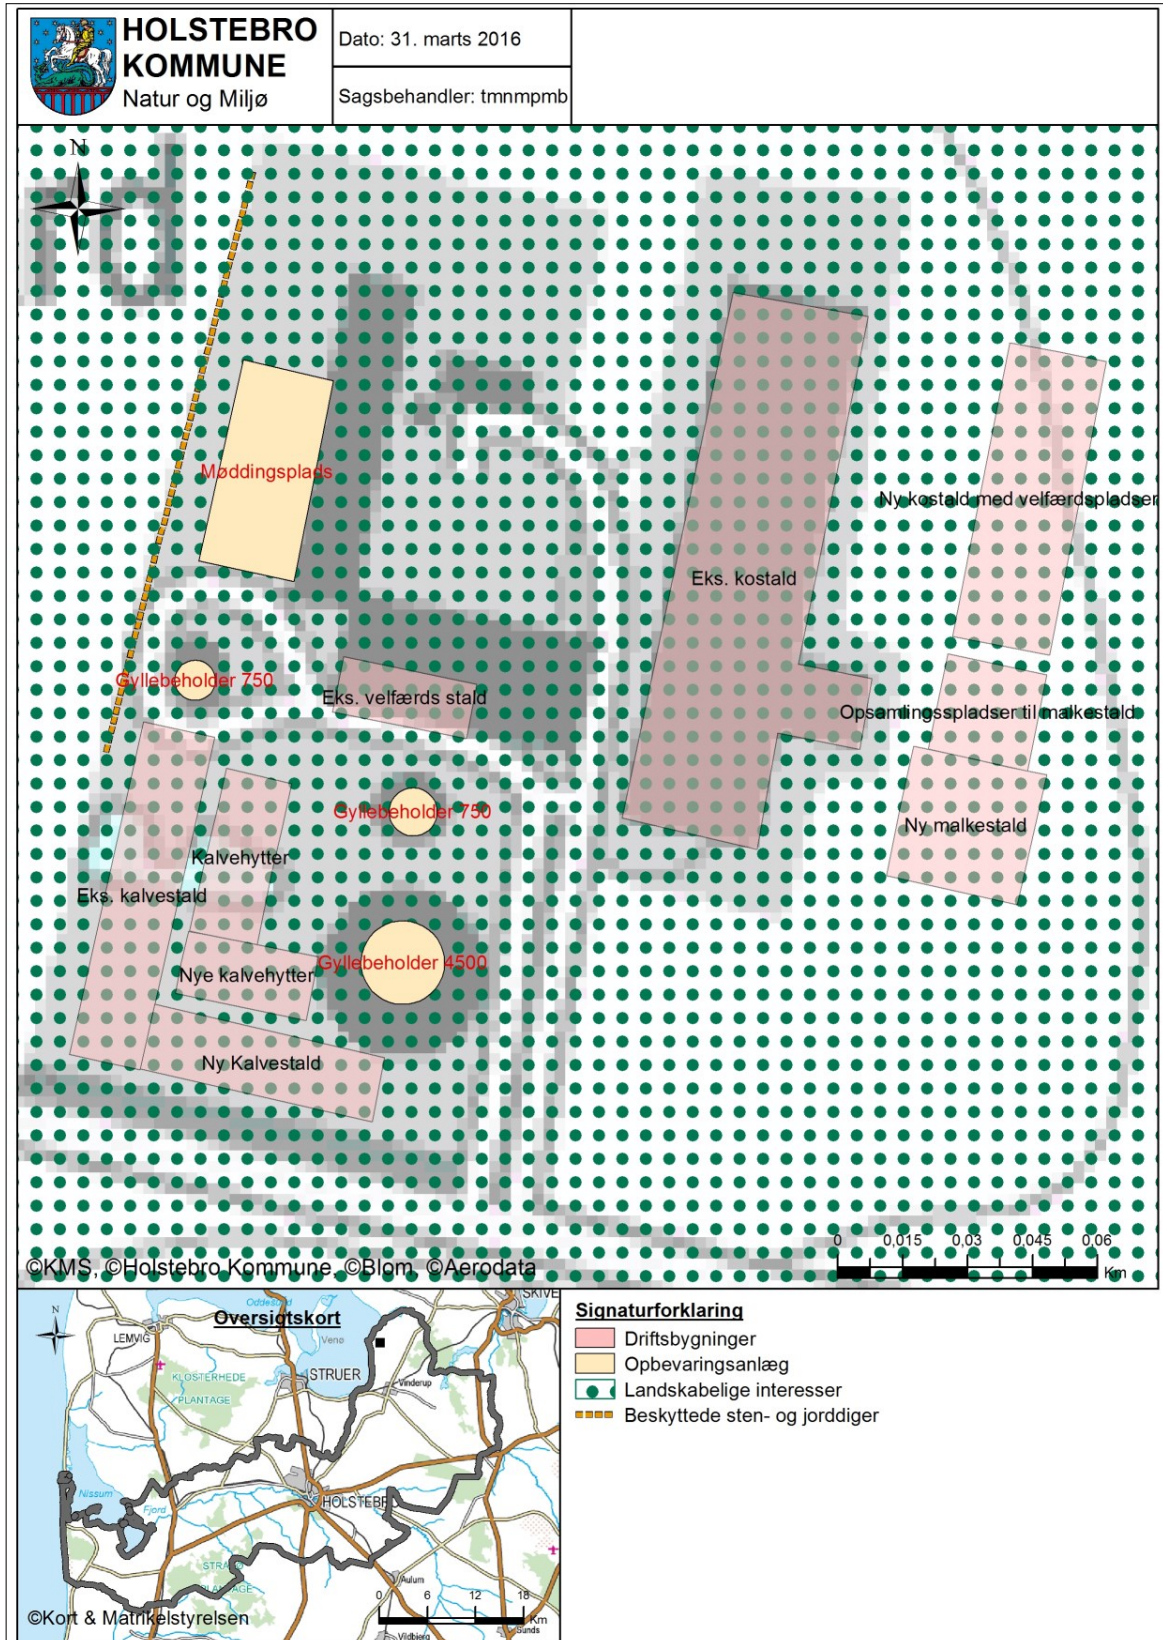 HOLSTEBRO
KOMMUNE
Natur og Miljø
Dato: 31. marts 2016
Sagsbehandler: tmnmpmb
N
Møddingsplads
Ny kostald med velfærdspladser
Eks. kostald
Gyllebeholder 750
Eks. velfærds stald
Opsamlingsspladser til malkestald
Gyllebeholder 750
Ny malkestald
Kalvehytter
Eks. kalvestald
Gyllebeholder 4500
Nye kalvehytter
Ny Kalvestald
0 0,015 0,03 0,045 0,06
Km
©KMS, ©Holstebro Kommune, ©Blom, ©Aerodata
Oversigtskort
N
Oddesund
SKIVE
LEMVIG
Venø
KLOSTERHEDE
PLANTAGE
STRUER
Vinderup
Nissum
Fjord
HOLSTEBRO
PLANTAGE
Aulum
0 6 12 18
Km
Sunds
Vildbjerg
©Kort & Matrikelstyrelsen
Signaturforklaring
Driftsbygninger
Opbevaringsanlæg
Landskabelige interesser
Beskyttede sten- og jorddiger